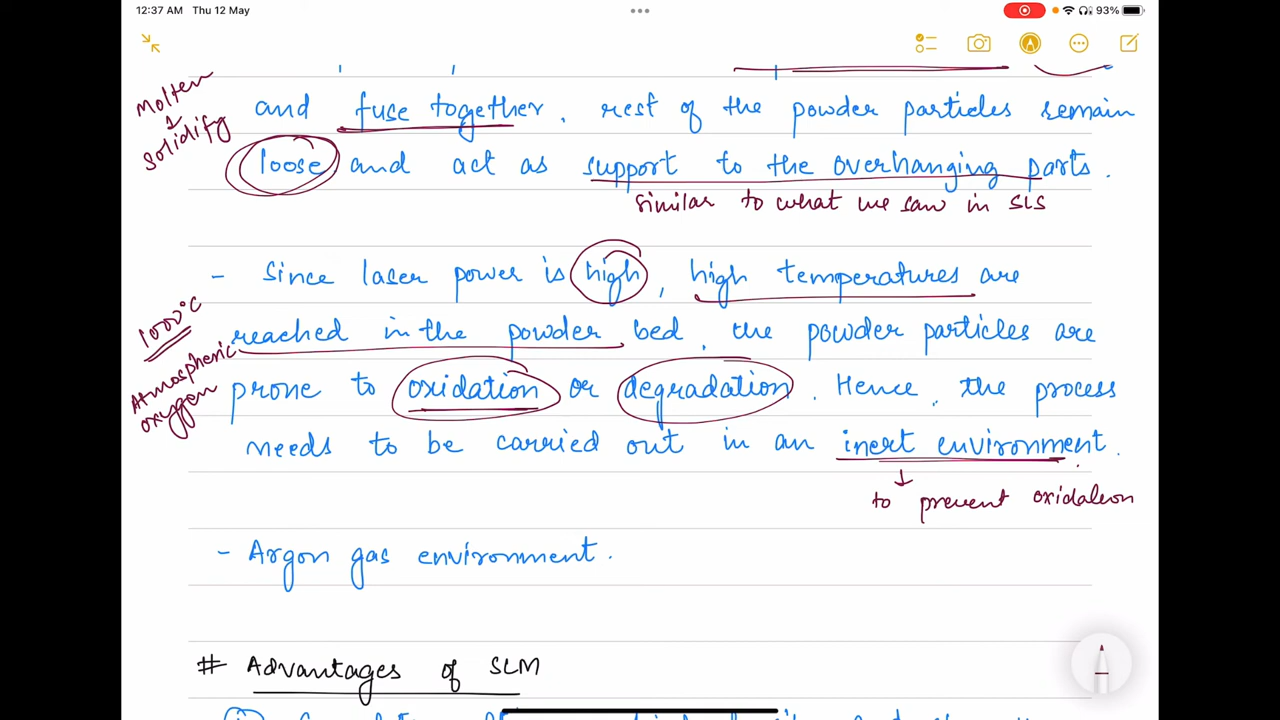 12:37 AM Thu 12 May
93%
Molten
&
Solidify
and fuse together, rest of the powder particles remain
loose and act as support to the overhanging parts.
similar to what we saw in SLS
- Since laser power is high, high temperatures are
1000°C
reached in the powder bed, the powder particles are
Atmospheric
oxygen
prone to oxidation or degradation. Hence, the process
needs to be carried out in an inert environment.
to prevent oxidation
- Argon gas environment.
# Advantages of SLM